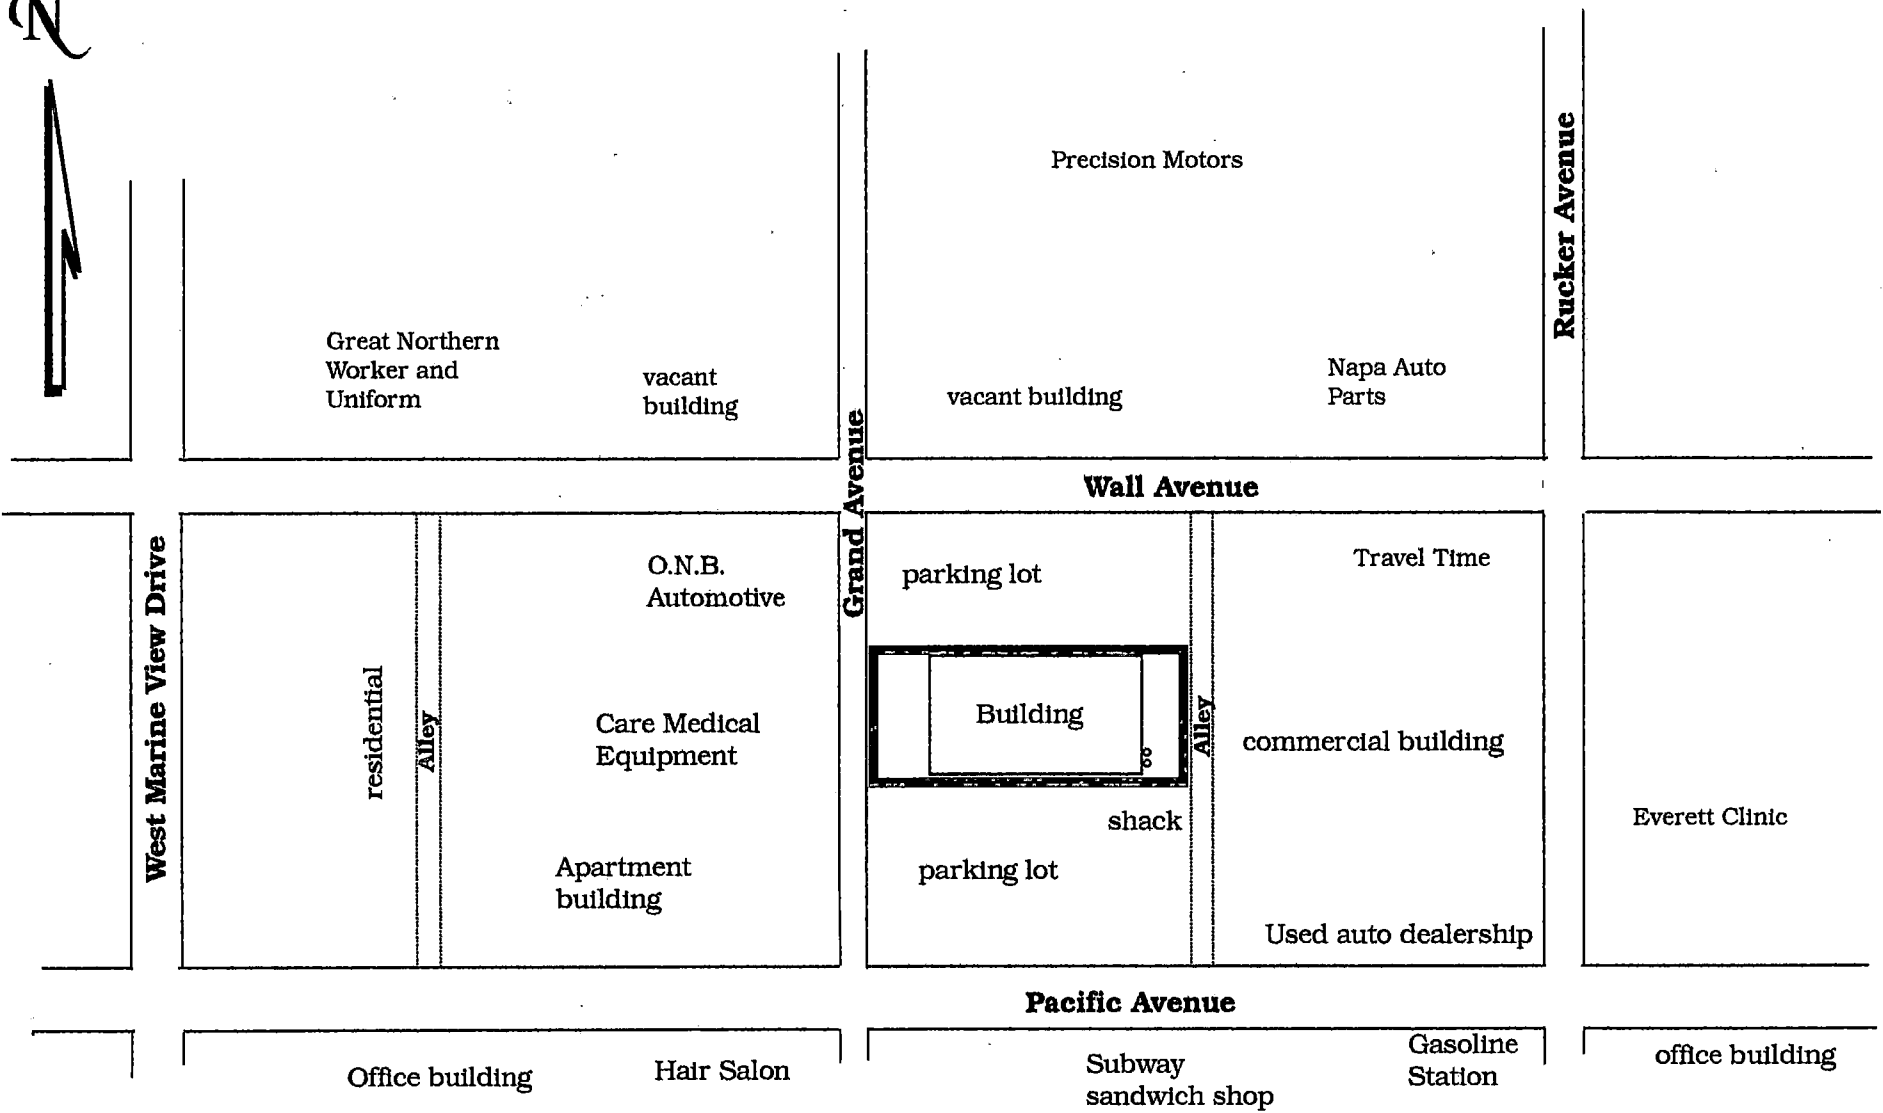 N
Precision Motors
Rucker Avenue
Great Northern
Worker and
Uniform
vacant
building
vacant building
Napa Auto
Parts
Grand Avenue
Wall Avenue
West Marine View Drive
residential
Alley
O.N.B.
Automotive
Care Medical
Equipment
Apartment
building
parking lot
Building
shack
parking lot
Alley
Travel Time
commercial building
Used auto dealership
Everett Clinic
Pacific Avenue
Office building
Hair Salon
Subway
sandwich shop
Gasoline
Station
office building